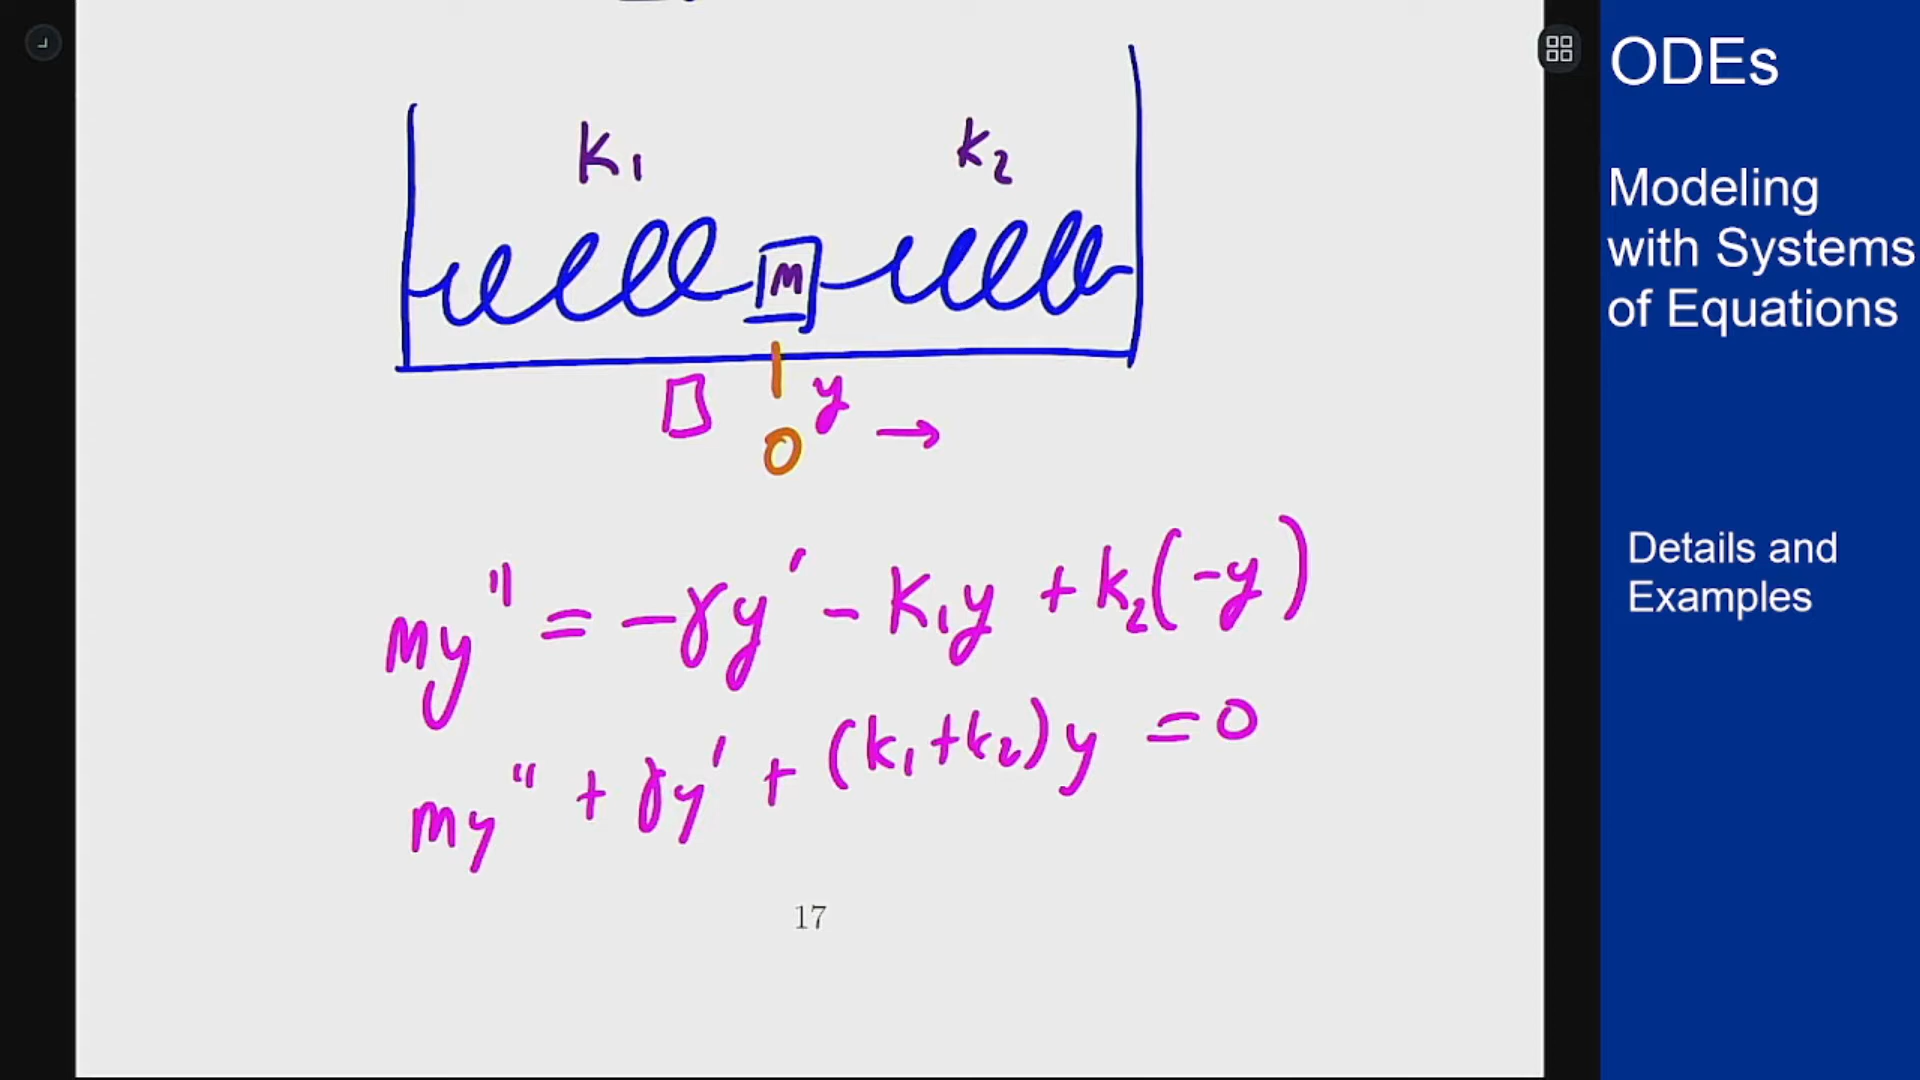 K₁ k₂
m
y →
0
my'' = -γy' - K₁y + k₂(-y)
my'' + γy' + (k₁+k₂)y = 0
17
ODEs
Modeling
with Systems
of Equations
Details and
Examples